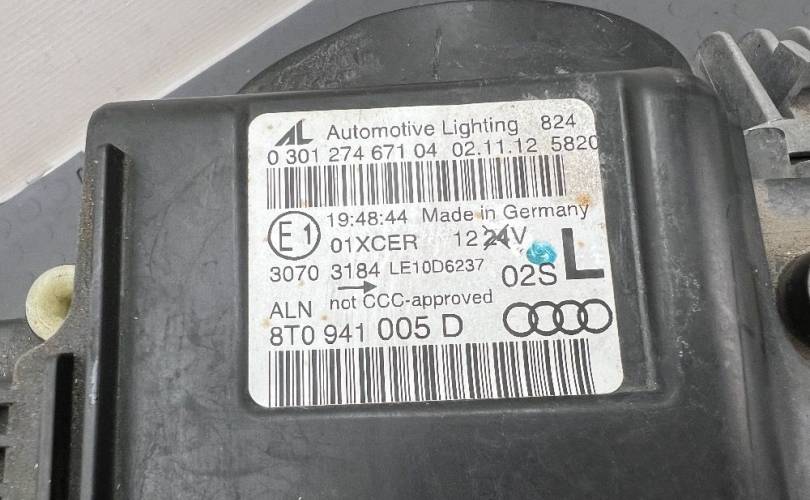 AL Automotive Lighting 824
0 301 274 671 04 02.11.12 5820
E1 19:48:44 Made in Germany
01XCER 12 24V
3070 3184 LE10D6237 02S L
ALN not CCC-approved
8T0 941 005 D